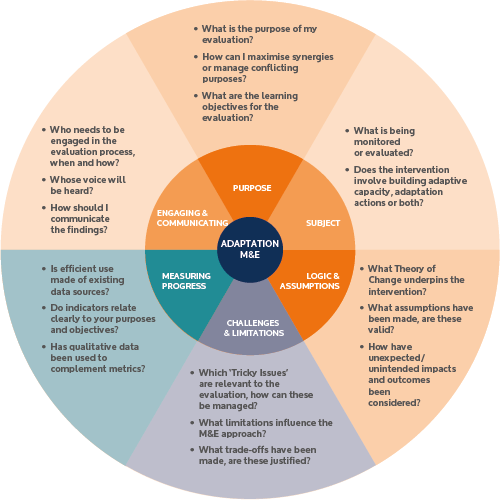 • What is the purpose of my
evaluation?
• How can I maximise synergies
or manage conflicting
purposes?
• What are the learning
objectives for the
evaluation?
• What is being
monitored
or evaluated?
• Does the intervention
involve building adaptive
capacity, adaptation
actions or both?
• What Theory of
Change underpins the
intervention?
• What assumptions have
been made, are these
valid?
• How have
unexpected/
unintended impacts
and outcomes
been
considered?
• Which 'Tricky Issues'
are relevant to the
evaluation, how can these
be managed?
• What limitations influence the
M&E approach?
• What trade-offs have been
made, are these justified?
• Is efficient use
made of existing
data sources?
• Do indicators relate
clearly to your purposes
and objectives?
• Has qualitative data
been used to
complement metrics?
• Who needs to be
engaged in the
evaluation process,
when and how?
• Whose voice will
be heard?
• How should I
communicate
the findings?
PURPOSE
SUBJECT
LOGIC &
ASSUMPTIONS
CHALLENGES
& LIMITATIONS
MEASURING
PROGRESS
ENGAGING &
COMMUNICATING
ADAPTATION
M&E